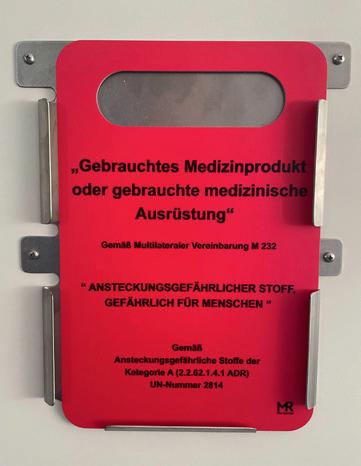 „Gebrauchtes Medizinprodukt
oder gebrauchte medizinische
Ausrüstung“
Gemäß Multilateraler Vereinbarung M 232
“ ANSTECKUNGSGEFÄHRLICHER STOFF,
GEFÄHRLICH FÜR MENSCHEN ”
Gemäß
Ansteckungsgefährliche Stoffe der
Kategorie A (2.2.62.1.4.1 ADR)
UN-Nummer 2814
MR